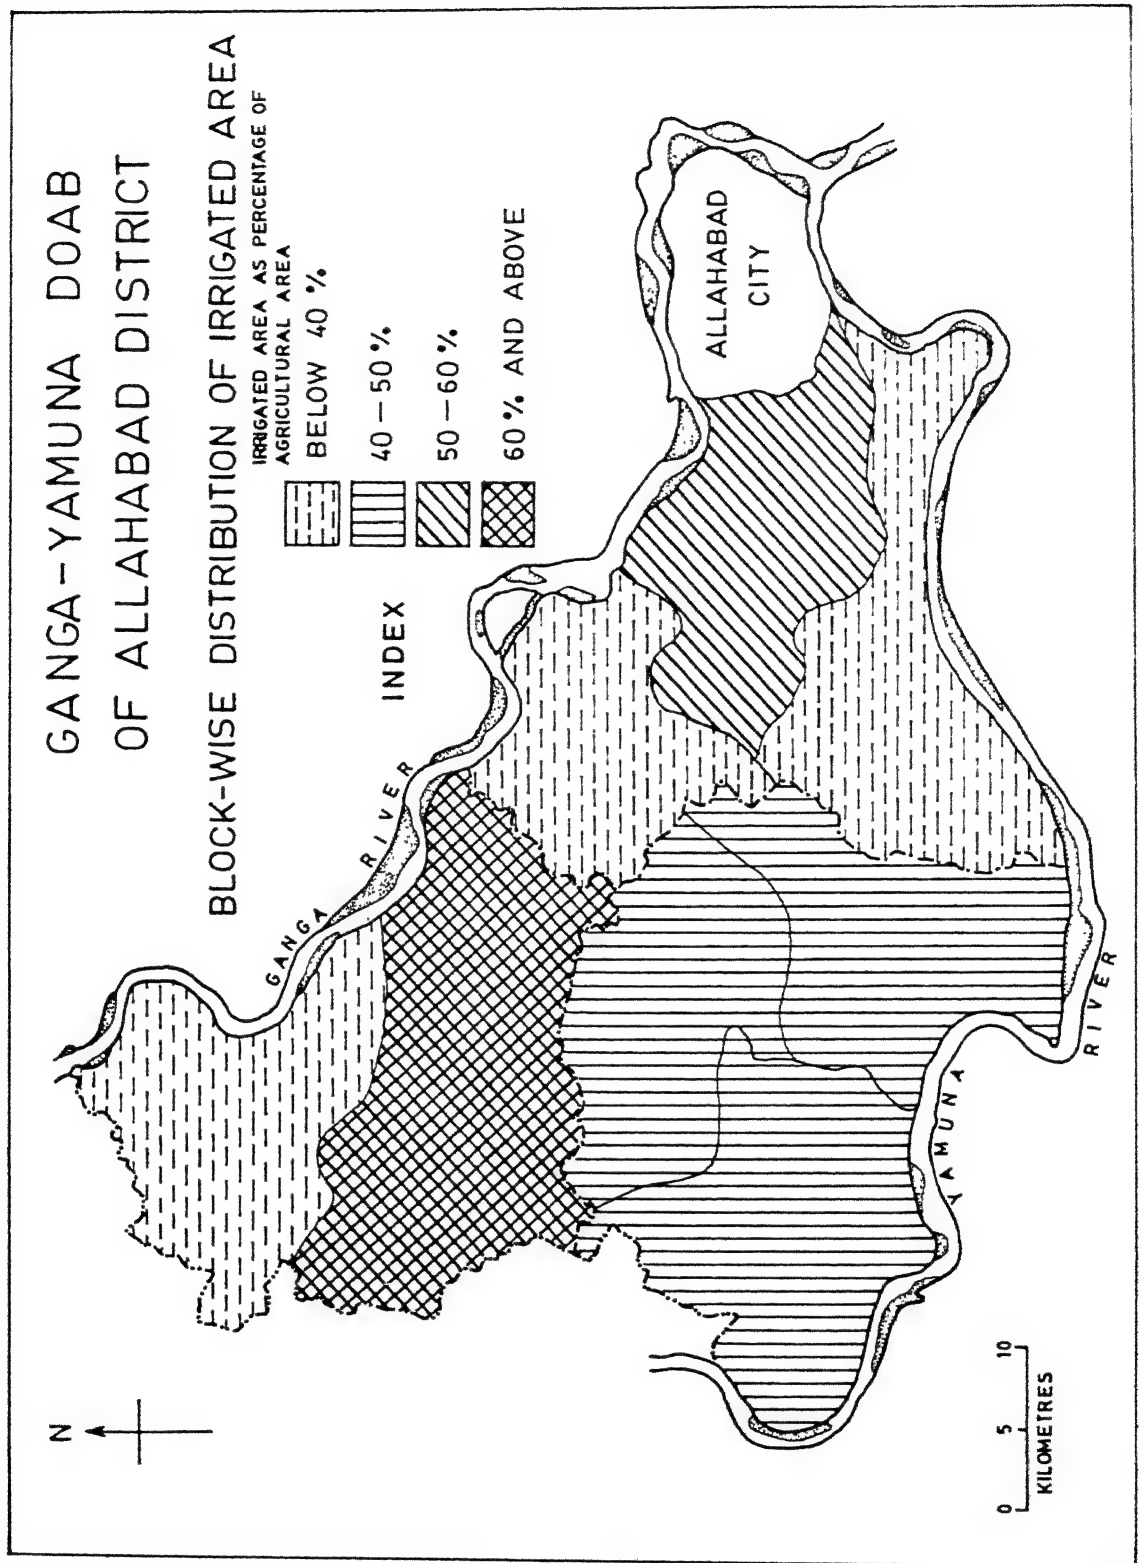 GANGA-YAMUNA DOAB
OF ALLAHABAD DISTRICT
BLOCK-WISE DISTRIBUTION OF IRRIGATED AREA
IRRIGATED AREA AS PERCENTAGE OF
AGRICULTURAL AREA
INDEX
BELOW 40 %
40 — 50 %
50 — 60 %
60 % AND ABOVE
N
GANGA RIVER
ALLAHABAD
CITY
YAMUNA RIVER
0 5 10
KILOMETRES